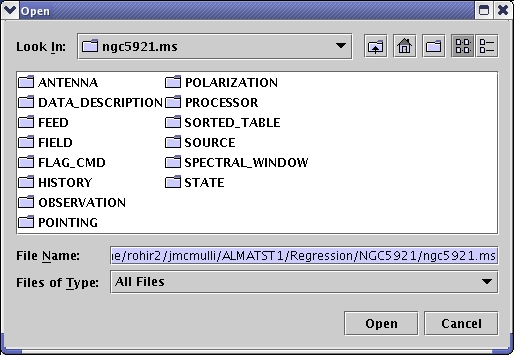 Open
Look In: ngc5921.ms
ANTENNA POLARIZATION
DATA_DESCRIPTION PROCESSOR
FEED SORTED_TABLE
FIELD SOURCE
FLAG_CMD SPECTRAL_WINDOW
HISTORY STATE
OBSERVATION
POINTING
File Name: ne/rohir2/jmcmulli/ALMATST1/Regression/NGC5921/ngc5921.ms
Files of Type: All Files
Open Cancel